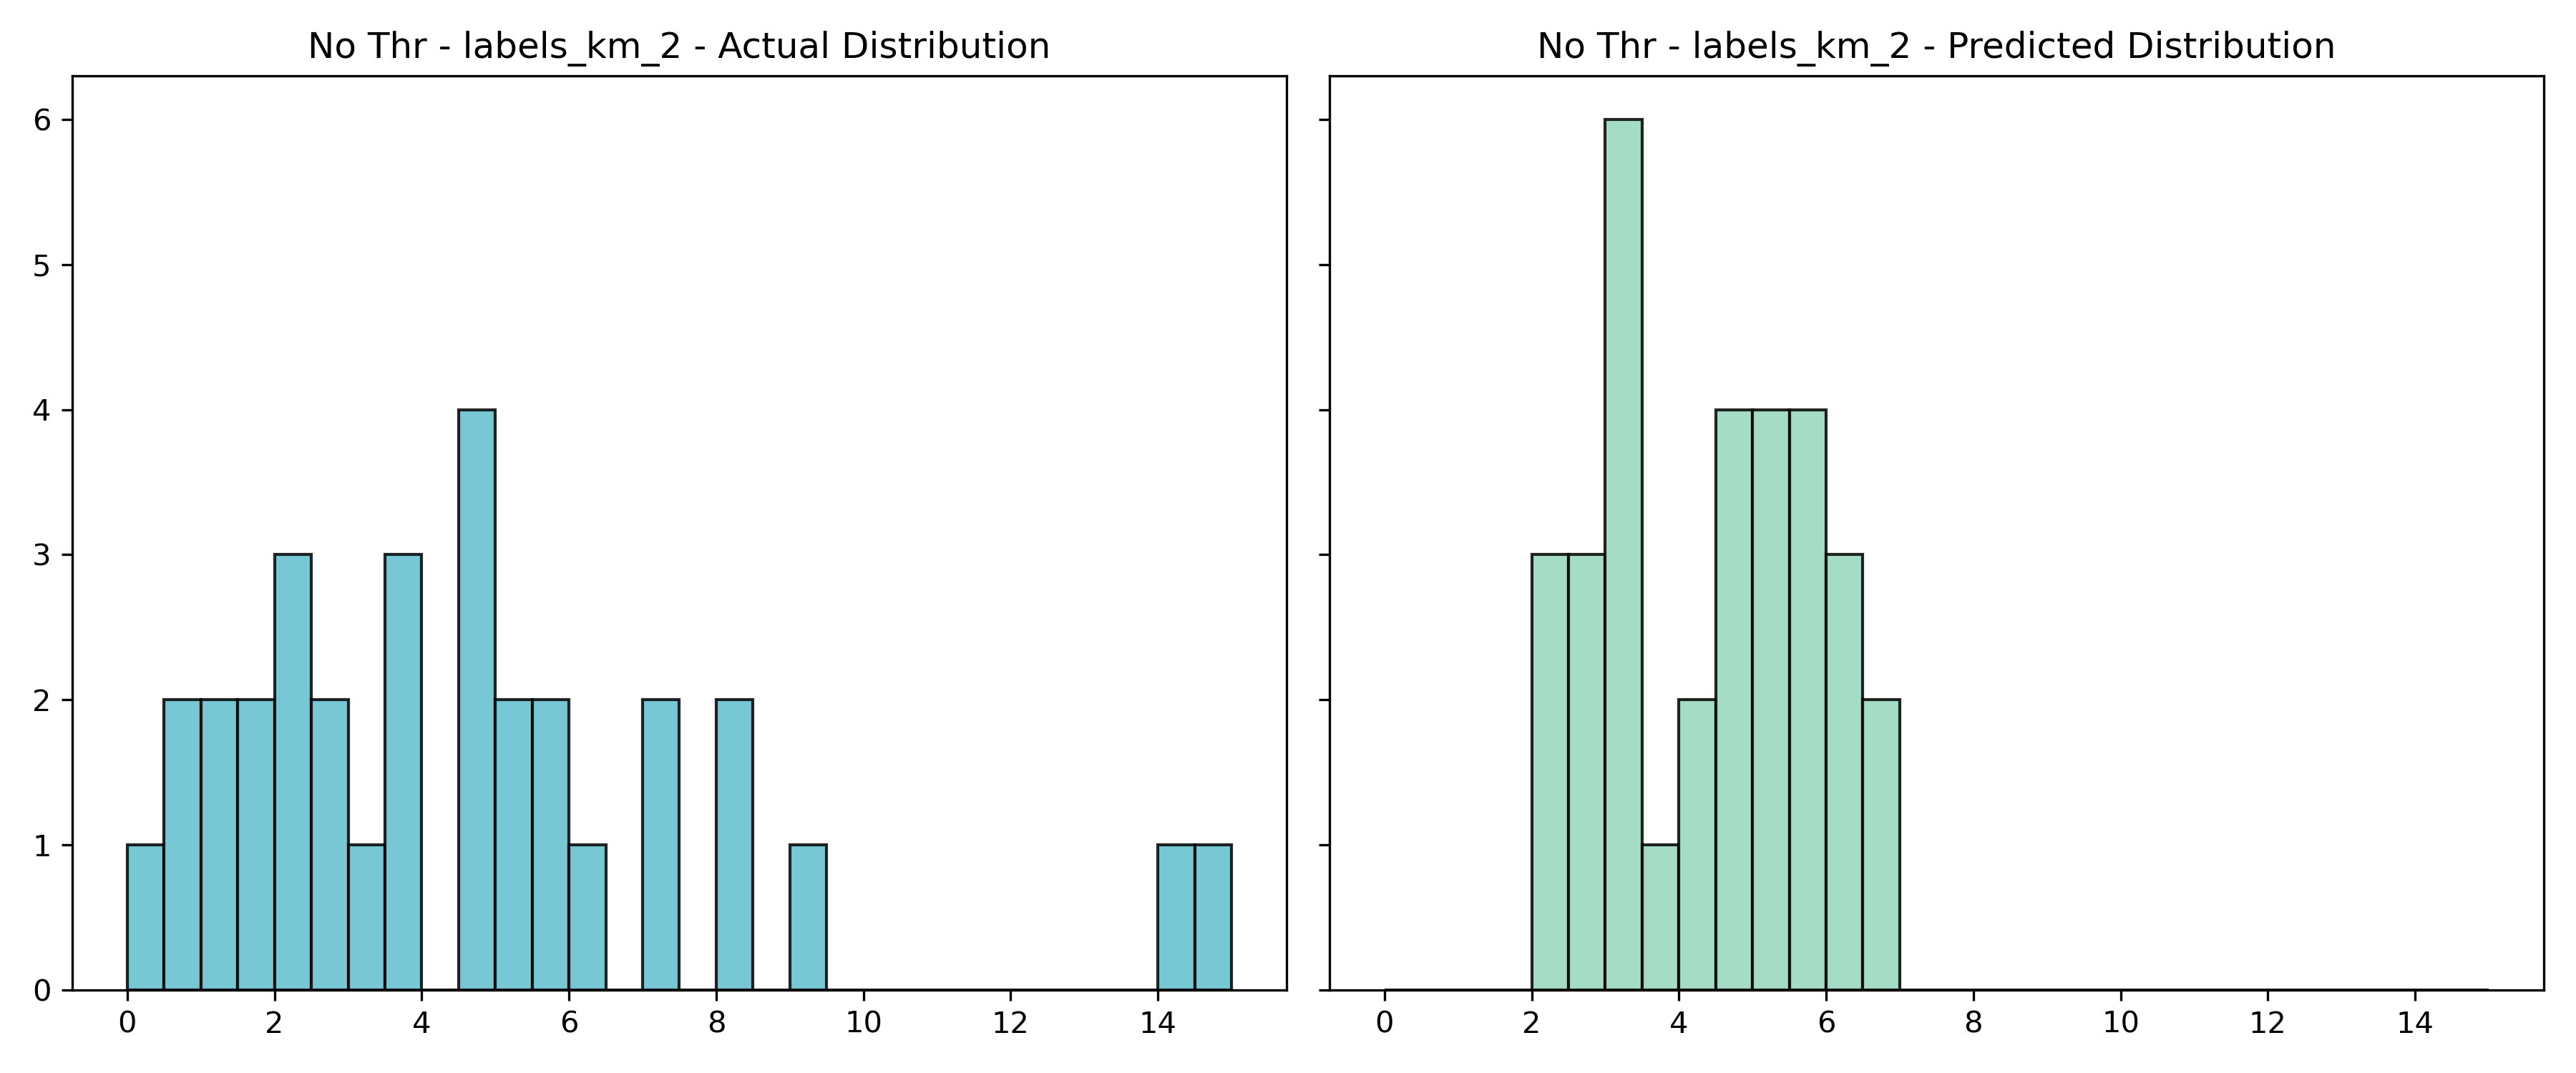 No Thr - labels_km_2 - Actual Distribution
6
5
4
3
2
1
0
0 2 4 6 8 10 12 14
No Thr - labels_km_2 - Predicted Distribution
0 2 4 6 8 10 12 14